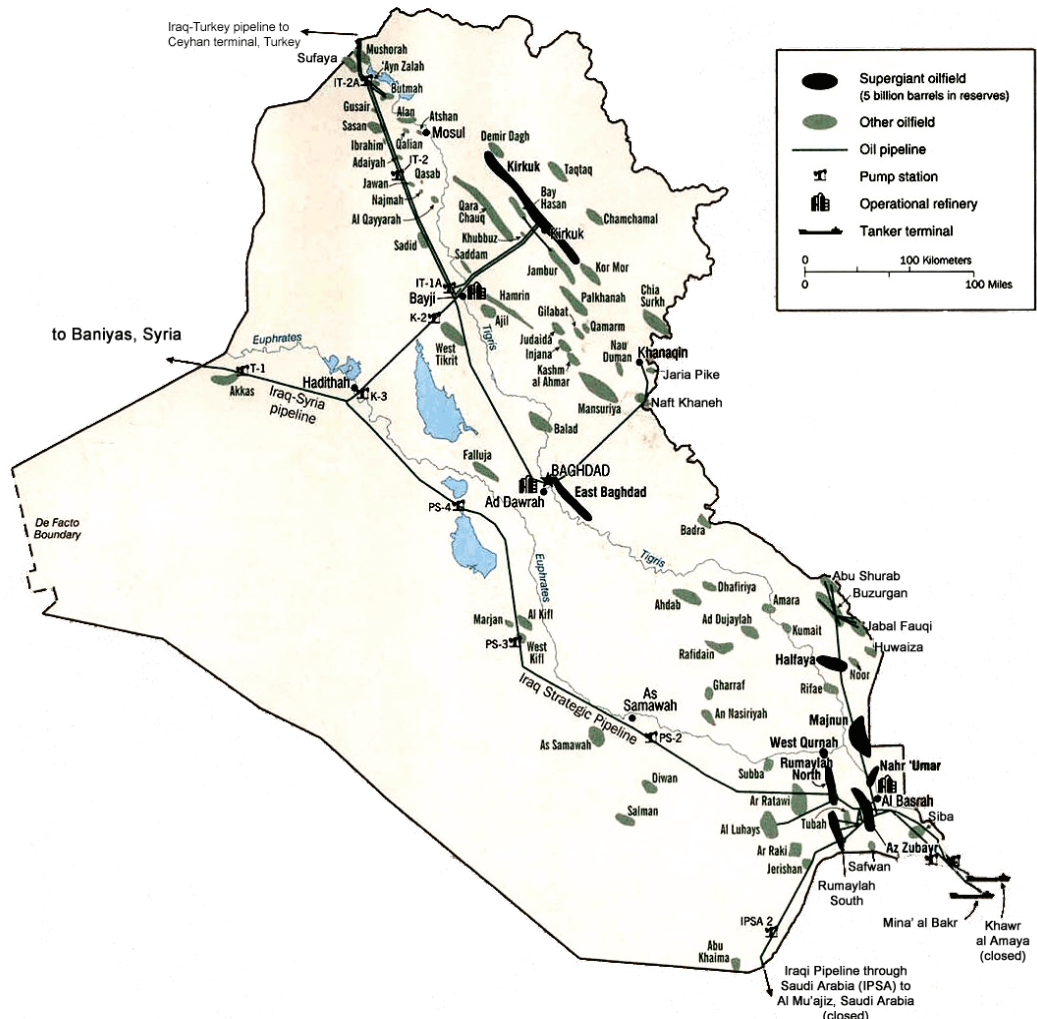 Iraq-Turkey pipeline to
Ceyhan terminal, Turkey
Supergiant oilfield
(5 billion barrels in reserves)
Other oilfield
Oil pipeline
Pump station
Operational refinery
Tanker terminal
0 100 Kilometers
0 100 Miles
Mushorah
Sufaya
'Ayn Zalah
IT-2A
Butmah
Gusair
Alan
Atshan
Sasan
Mosul
Ibrahim
Qalian
Demir Dagh
Adaiyah
IT-2
Kirkuk
Taqtaq
Jawan
Qasab
Najmah
Bay
Hasan
Qara
Chauq
Al Qayyarah
Chamchamal
Khubbuz
Kirkuk
Sadid
Saddam
Jambur
Kor Mor
IT-1A
Bayji
Hamrin
Palkhanah
Chia
Surkh
K-2
Ajil
Gilabat
Qamarm
Tigris
Judaida
to Baniyas, Syria
Euphrates
West
Tikrit
Injana
Nau
Duman
Khanaqin
Kashm
al Ahmar
T-1
Jaria Pike
Hadithah
Akkas
K-3
Iraq-Syria
pipeline
Mansuriya
Naft Khaneh
Balad
Falluja
BAGHDAD
Ad Dawrah
East Baghdad
PS-4
De Facto
Boundary
Badra
Euphrates
Tigris
Abu Shurab
Dhafiriya
Buzurgan
Ahdab
Amara
Marjan
Al Kifl
Ad Dujaylah
Kumait
Jabal Fauqi
PS-3
West
Kifl
Rafidain
Huwaiza
Halfaya
Noor
Iraq Strategic Pipeline
Gharraf
Rifae
As
Samawah
An Nasiriyah
Majnun
As Samawah
PS-2
West Qurnah
Subba
Rumaylah
North
Nahr 'Umar
Diwan
Ar Ratawi
Al Basrah
Salman
Al Luhays
Tubah
Siba
Ar Raki
Az Zubayr
Jerishan
Safwan
Rumaylah
South
IPSA 2
Mina' al Bakr
Khawr
al Amaya
(closed)
Abu
Khaima
Iraqi Pipeline through
Saudi Arabia (IPSA) to
Al Mu'ajiz, Saudi Arabia
(closed)